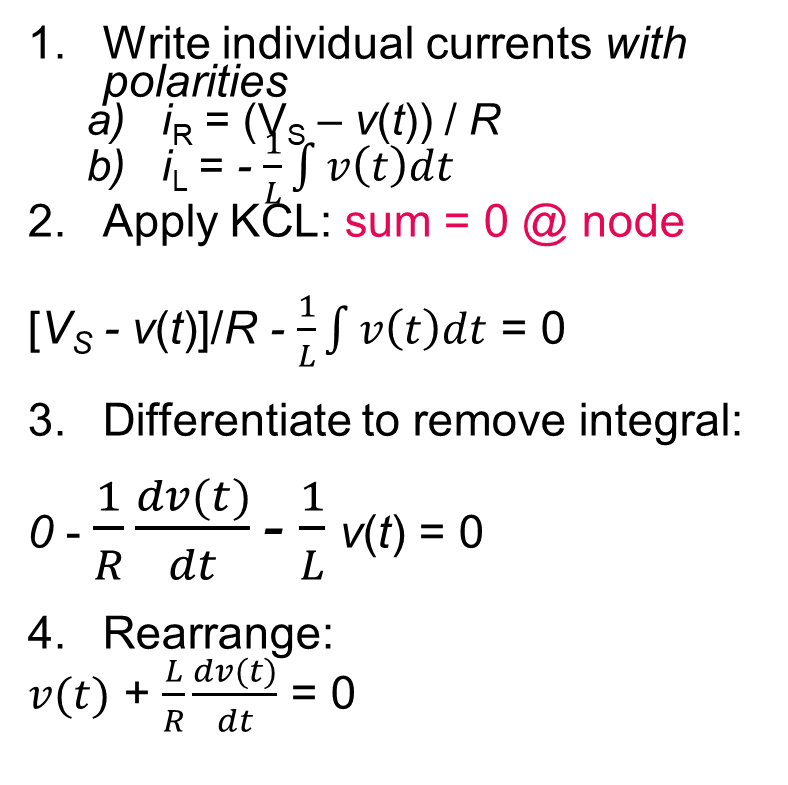 1. Write individual currents with
polarities
a) i_R = (V_S – v(t)) / R
b) i_L = - \frac{1}{L} ∫ v(t)dt
2. Apply KCL: sum = 0 @ node
[V_S - v(t)]/R - \frac{1}{L} ∫ v(t)dt = 0
3. Differentiate to remove integral:
0 - \frac{1}{R} \frac{dv(t)}{dt} - \frac{1}{L} v(t) = 0
4. Rearrange:
v(t) + \frac{L}{R} \frac{dv(t)}{dt} = 0